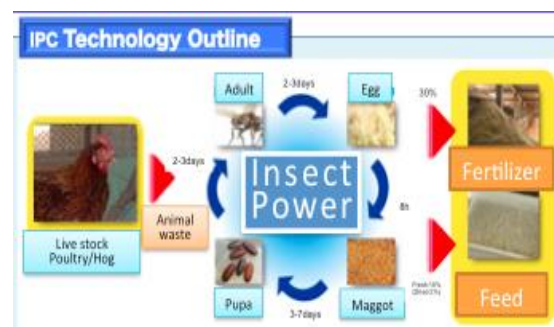 IPC Technology Outline
Adult
2-3days
Egg
30%
Fertilizer
2-3days
Insect
Power
8h
Animal
waste
Live stock
Poultry/Hog
Pupa
3-7days
Maggot
Feed